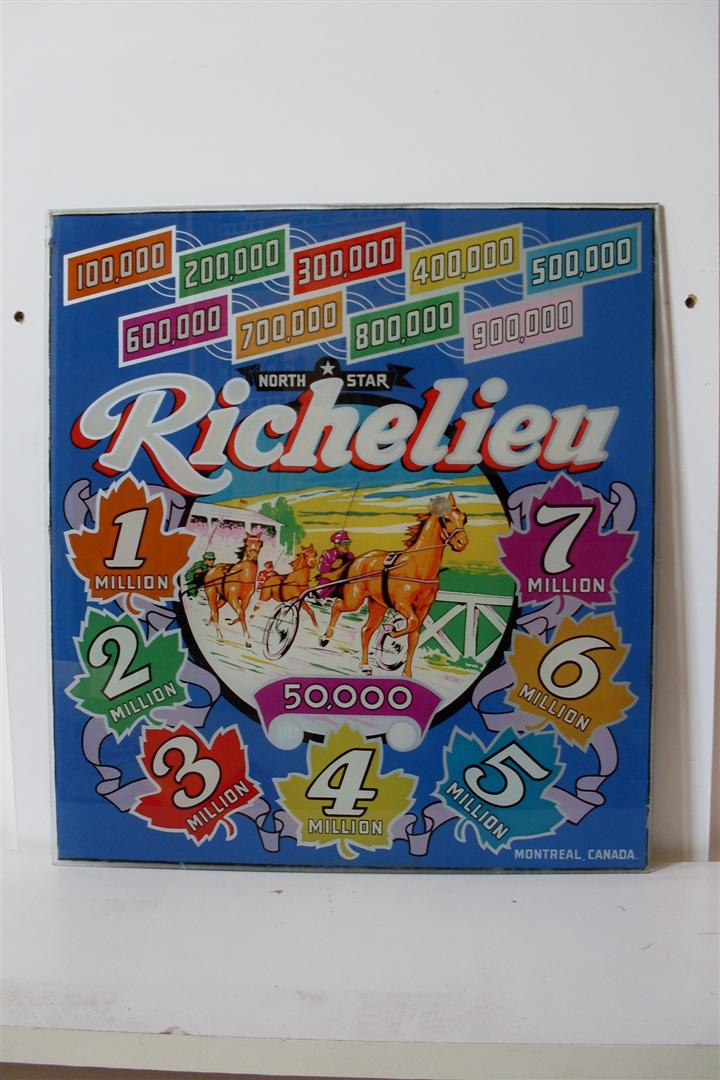 100,000 200,000 300,000 400,000 500,000
600,000 700,000 800,000 900,000
NORTH STAR
Richelieu
1 MILLION
7 MILLION
2 MILLION
6 MILLION
50,000
3 MILLION
4 MILLION
5 MILLION
MONTREAL, CANADA.